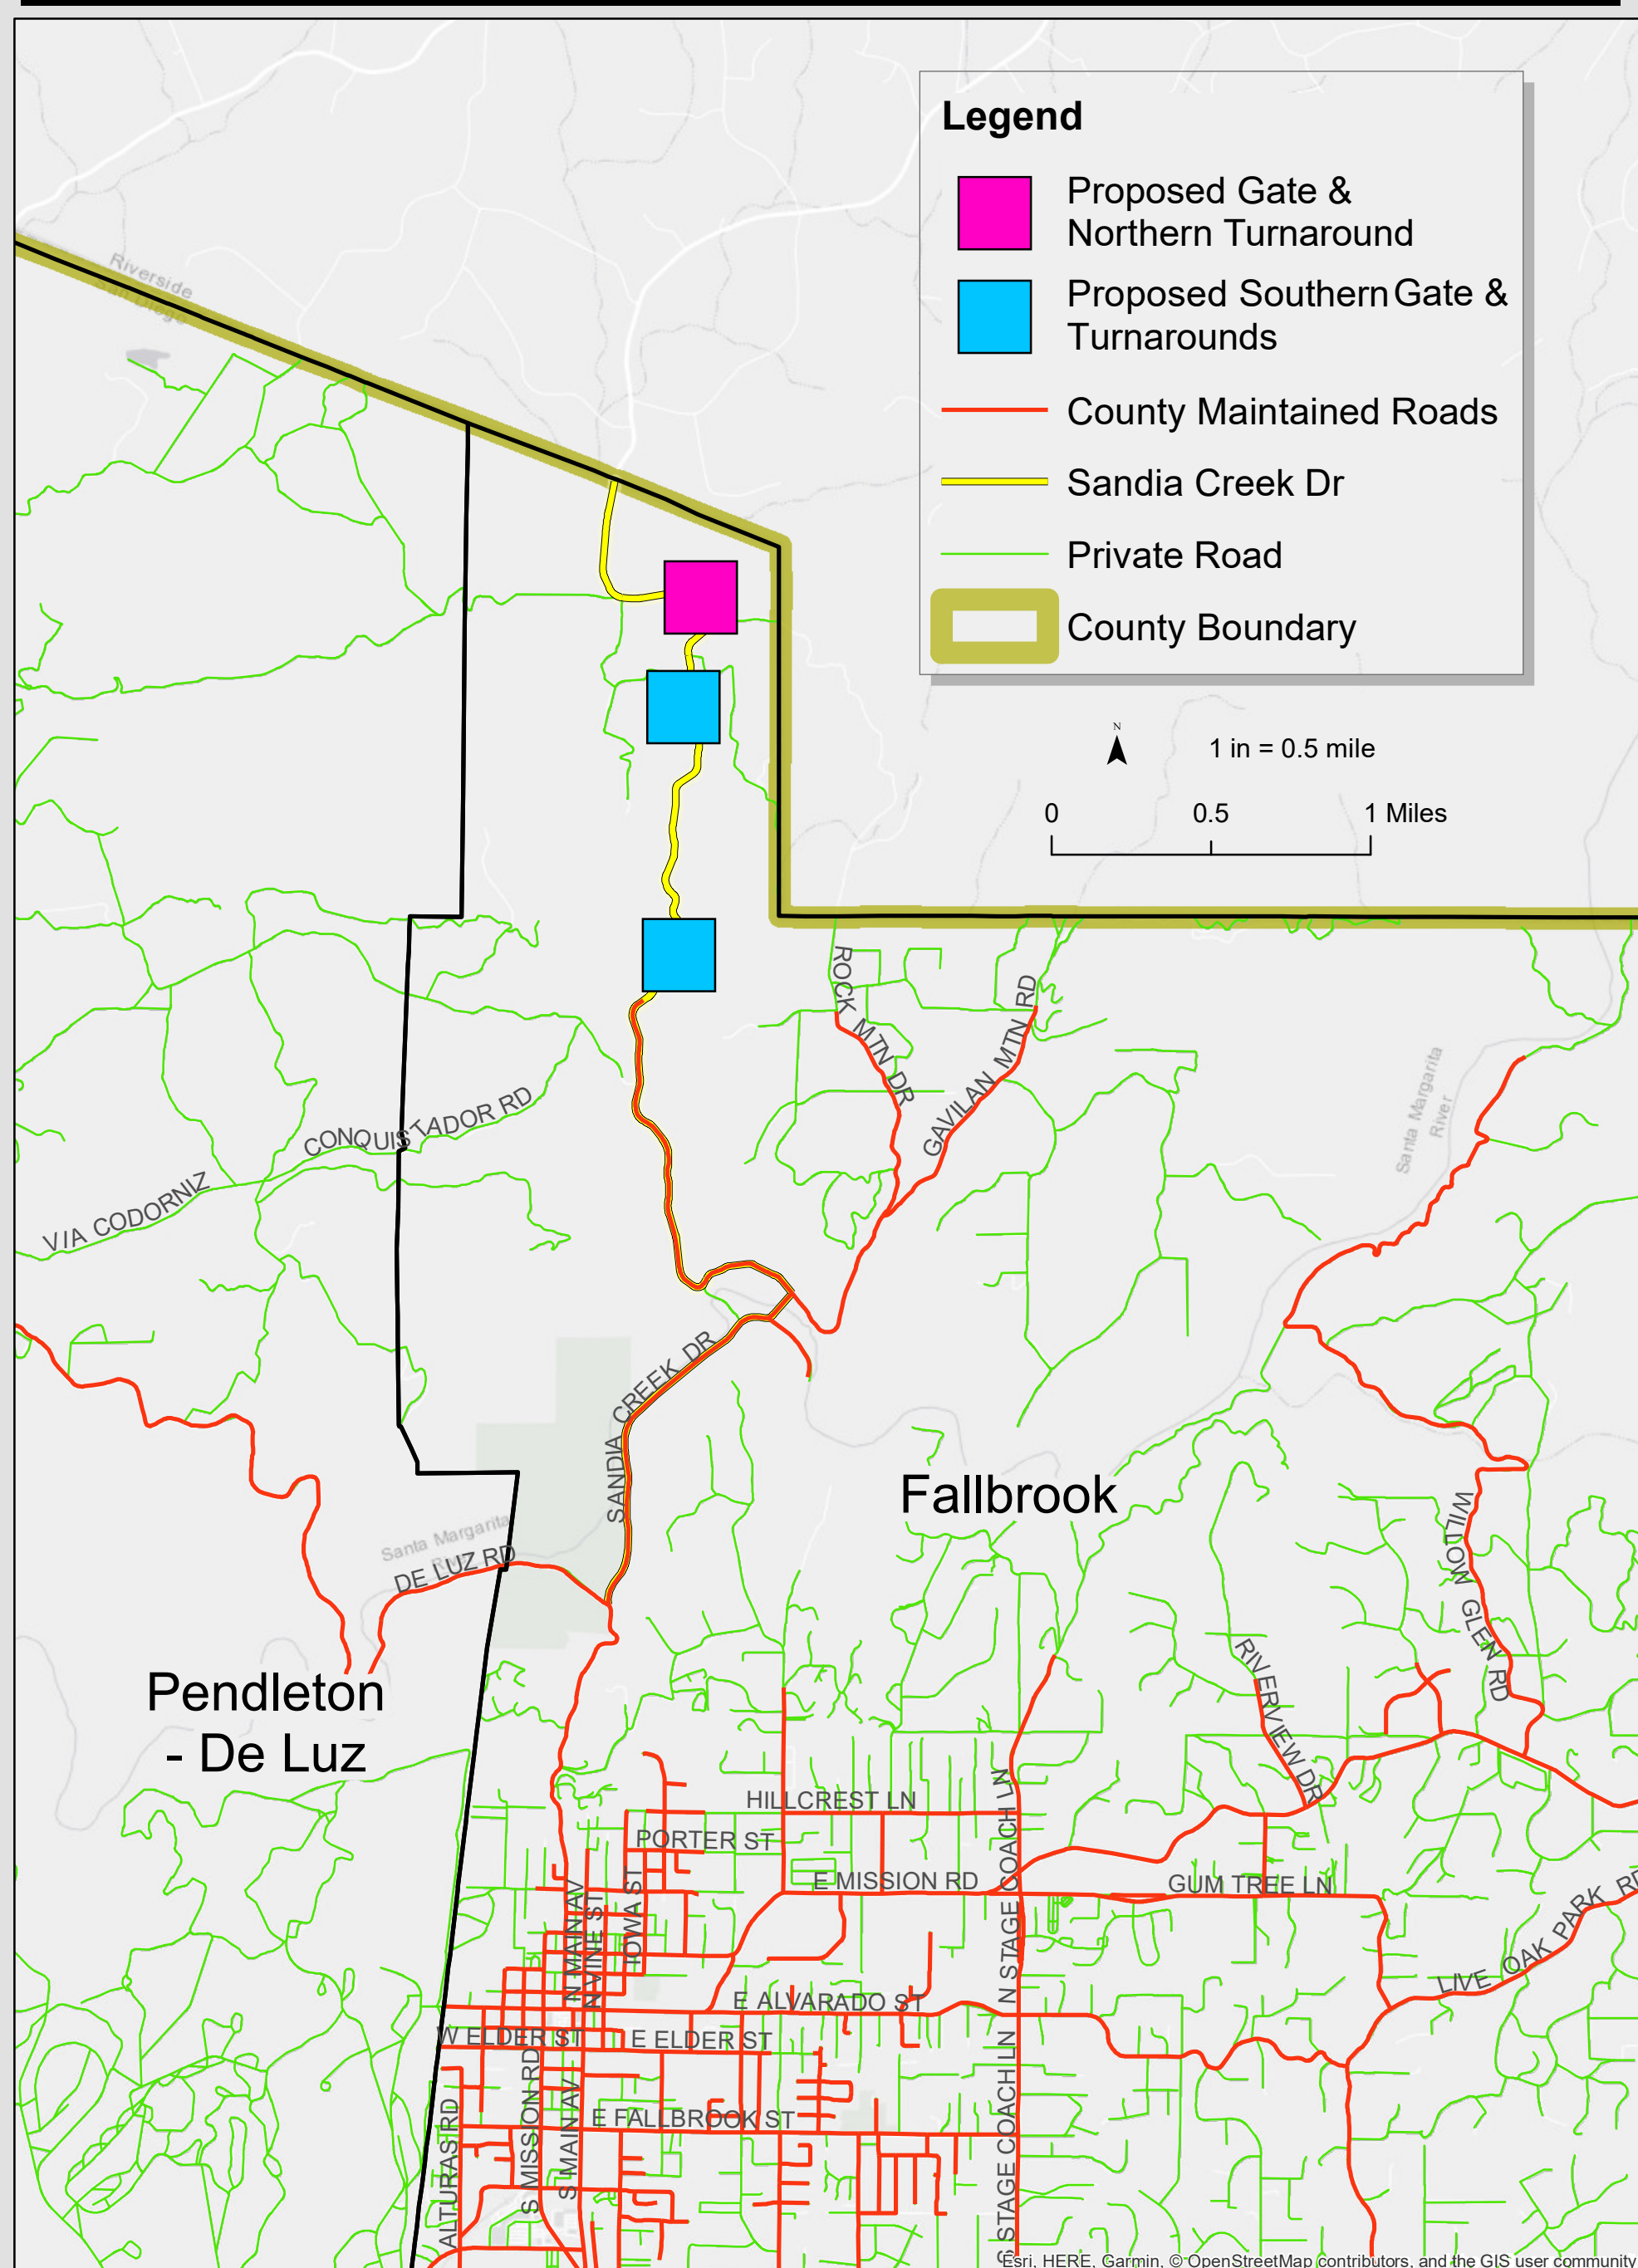 Legend
Proposed Gate &
Northern Turnaround
Proposed Southern Gate &
Turnarounds
County Maintained Roads
Sandia Creek Dr
Private Road
County Boundary
N
1 in = 0.5 mile
0 0.5 1 Miles
Riverside
San Diego
ROCK MTN DR
GAVILAN MTN RD
Santa Margarita
River
CONQUISTADOR RD
VIA CODORNIZ
SANDIA CREEK DR
Fallbrook
Santa Margarita
River
DE LUZ RD
WILLOW GLEN RD
RIVERVIEW DR
Pendleton
- De Luz
HILLCREST LN
PORTER ST
E MISSION RD
GUM TREE LN
N STAGE COACH LN
N MAIN AV
N VINE ST
IOWA ST
LIVE OAK PARK RD
E ALVARADO ST
W ELDER ST
E ELDER ST
E FALLBROOK ST
ALTURAS RD
S MISSION RD
S MAIN AV
S STAGE COACH LN
Esri, HERE, Garmin, © OpenStreetMap contributors, and the GIS user community